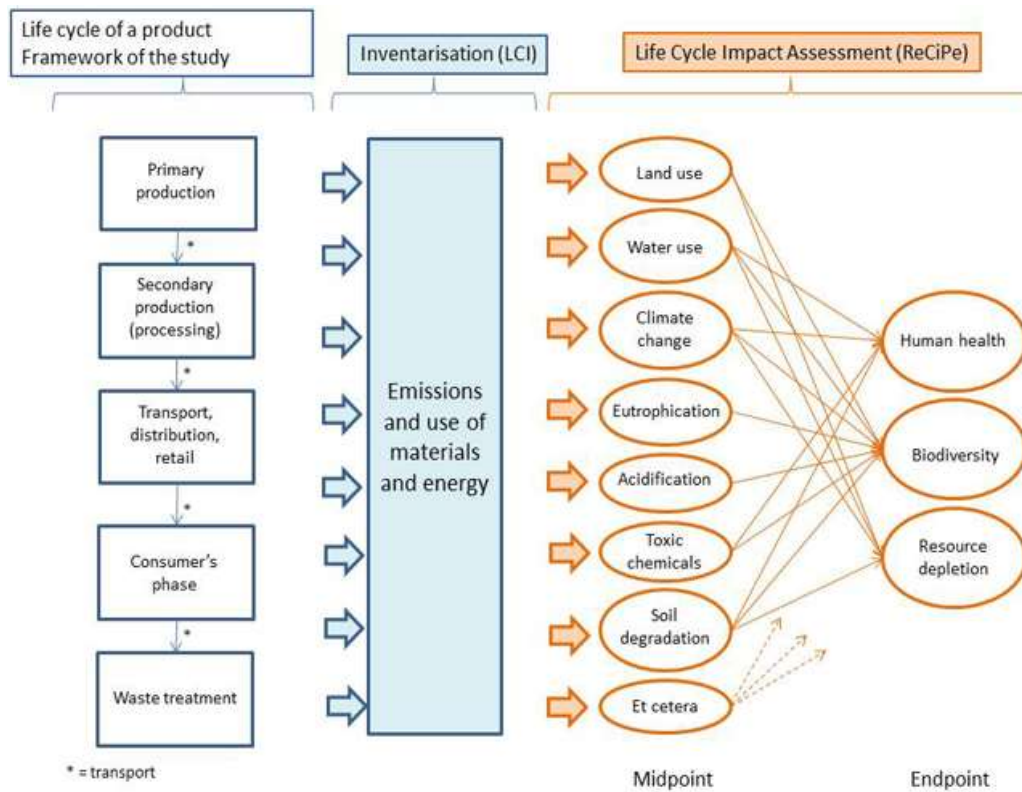 Life cycle of a product
Framework of the study
Inventarisation (LCI)
Life Cycle Impact Assessment (ReCiPe)
Primary
production
*
Secondary
production
(processing)
*
Transport,
distribution,
retail
*
Consumer's
phase
*
Waste treatment
* = transport
Emissions
and use of
materials
and energy
Land use
Water use
Climate
change
Eutrophication
Acidification
Toxic
chemicals
Soil
degradation
Et cetera
Midpoint
Human health
Biodiversity
Resource
depletion
Endpoint